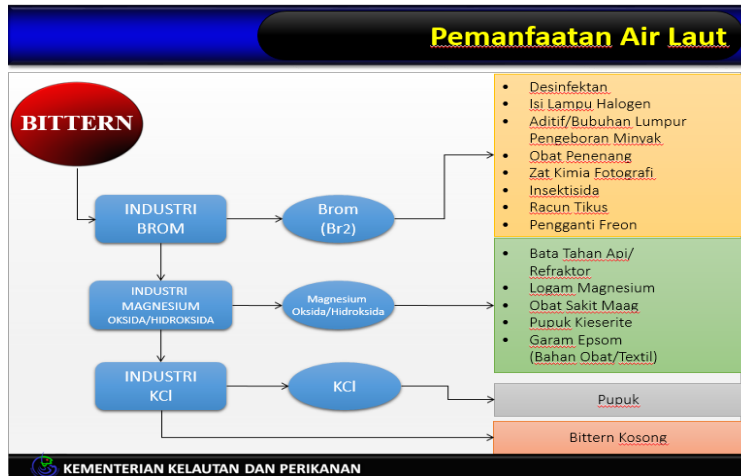 Pemanfaatan Air Laut
BITTERN
INDUSTRI
BROM
Brom
(Br2)
• Desinfektan
• Isi Lampu Halogen
• Aditif/Bubuhan Lumpur
Pengeboran Minyak
• Obat Penenang
• Zat Kimia Fotografi
• Insektisida
• Racun Tikus
• Pengganti Freon
INDUSTRI
MAGNESIUM
OKSIDA/HIDROKSIDA
Magnesium
Oksida/Hidroksida
• Bata Tahan Api/
Refraktor
• Logam Magnesium
• Obat Sakit Maag
• Pupuk Kieserite
• Garam Epsom
(Bahan Obat/Textil)
INDUSTRI
KCl
KCl
Pupuk
Bittern Kosong
KEMENTERIAN KELAUTAN DAN PERIKANAN